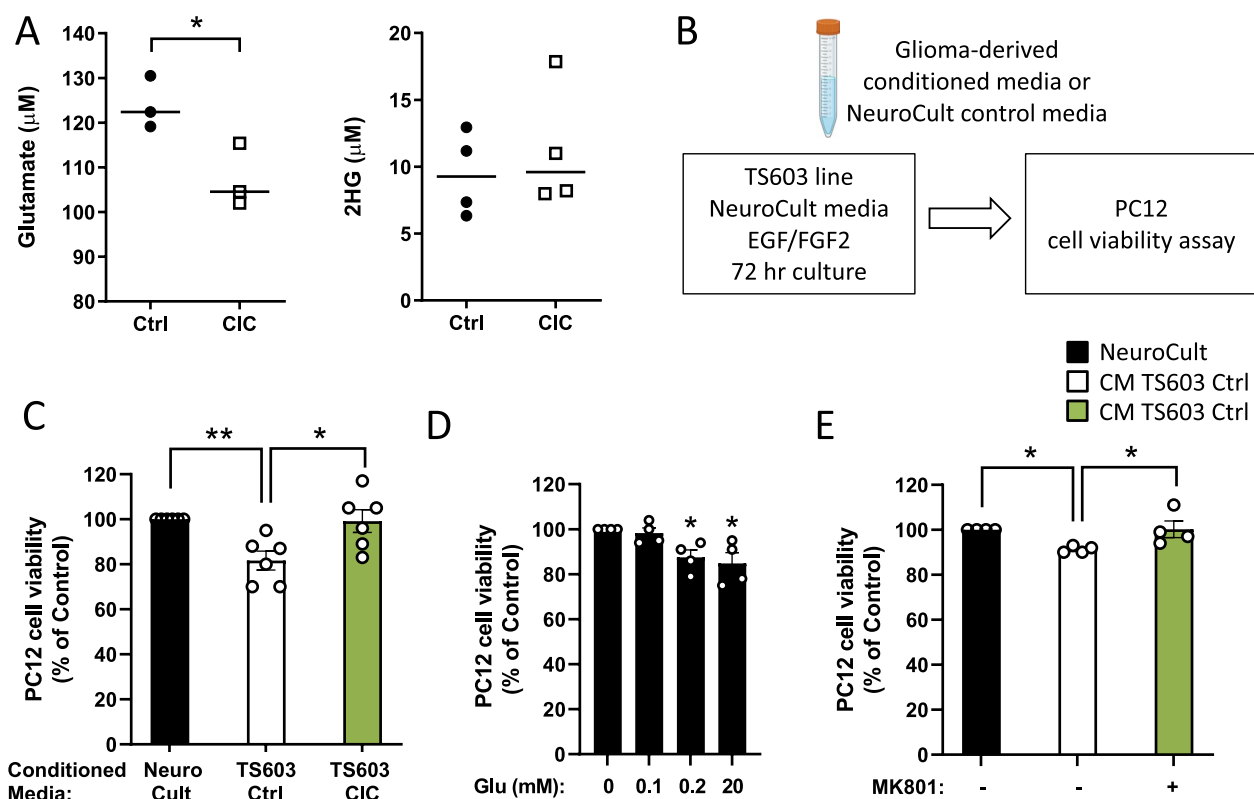 A
*
Glutamate (μM)
140
130
120
110
100
90
80
Ctrl
CIC
2HG (μM)
20
15
10
5
0
Ctrl
CIC
B
Glioma-derived
conditioned media or
NeuroCult control media
TS603 line
NeuroCult media
EGF/FGF2
72 hr culture
PC12
cell viability assay
NeuroCult
CM TS603 Ctrl
CM TS603 Ctrl
C
**
*
PC12 cell viability
(% of Control)
120
100
80
60
40
20
0
Conditioned
Media:
Neuro
Cult
TS603
Ctrl
TS603
CIC
D
PC12 cell viability
(% of Control)
120
100
80
60
40
20
0
* *
Glu (mM): 0 0.1 0.2 20
E
* *
PC12 cell viability
(% of Control)
120
100
80
60
40
20
0
MK801: - - +